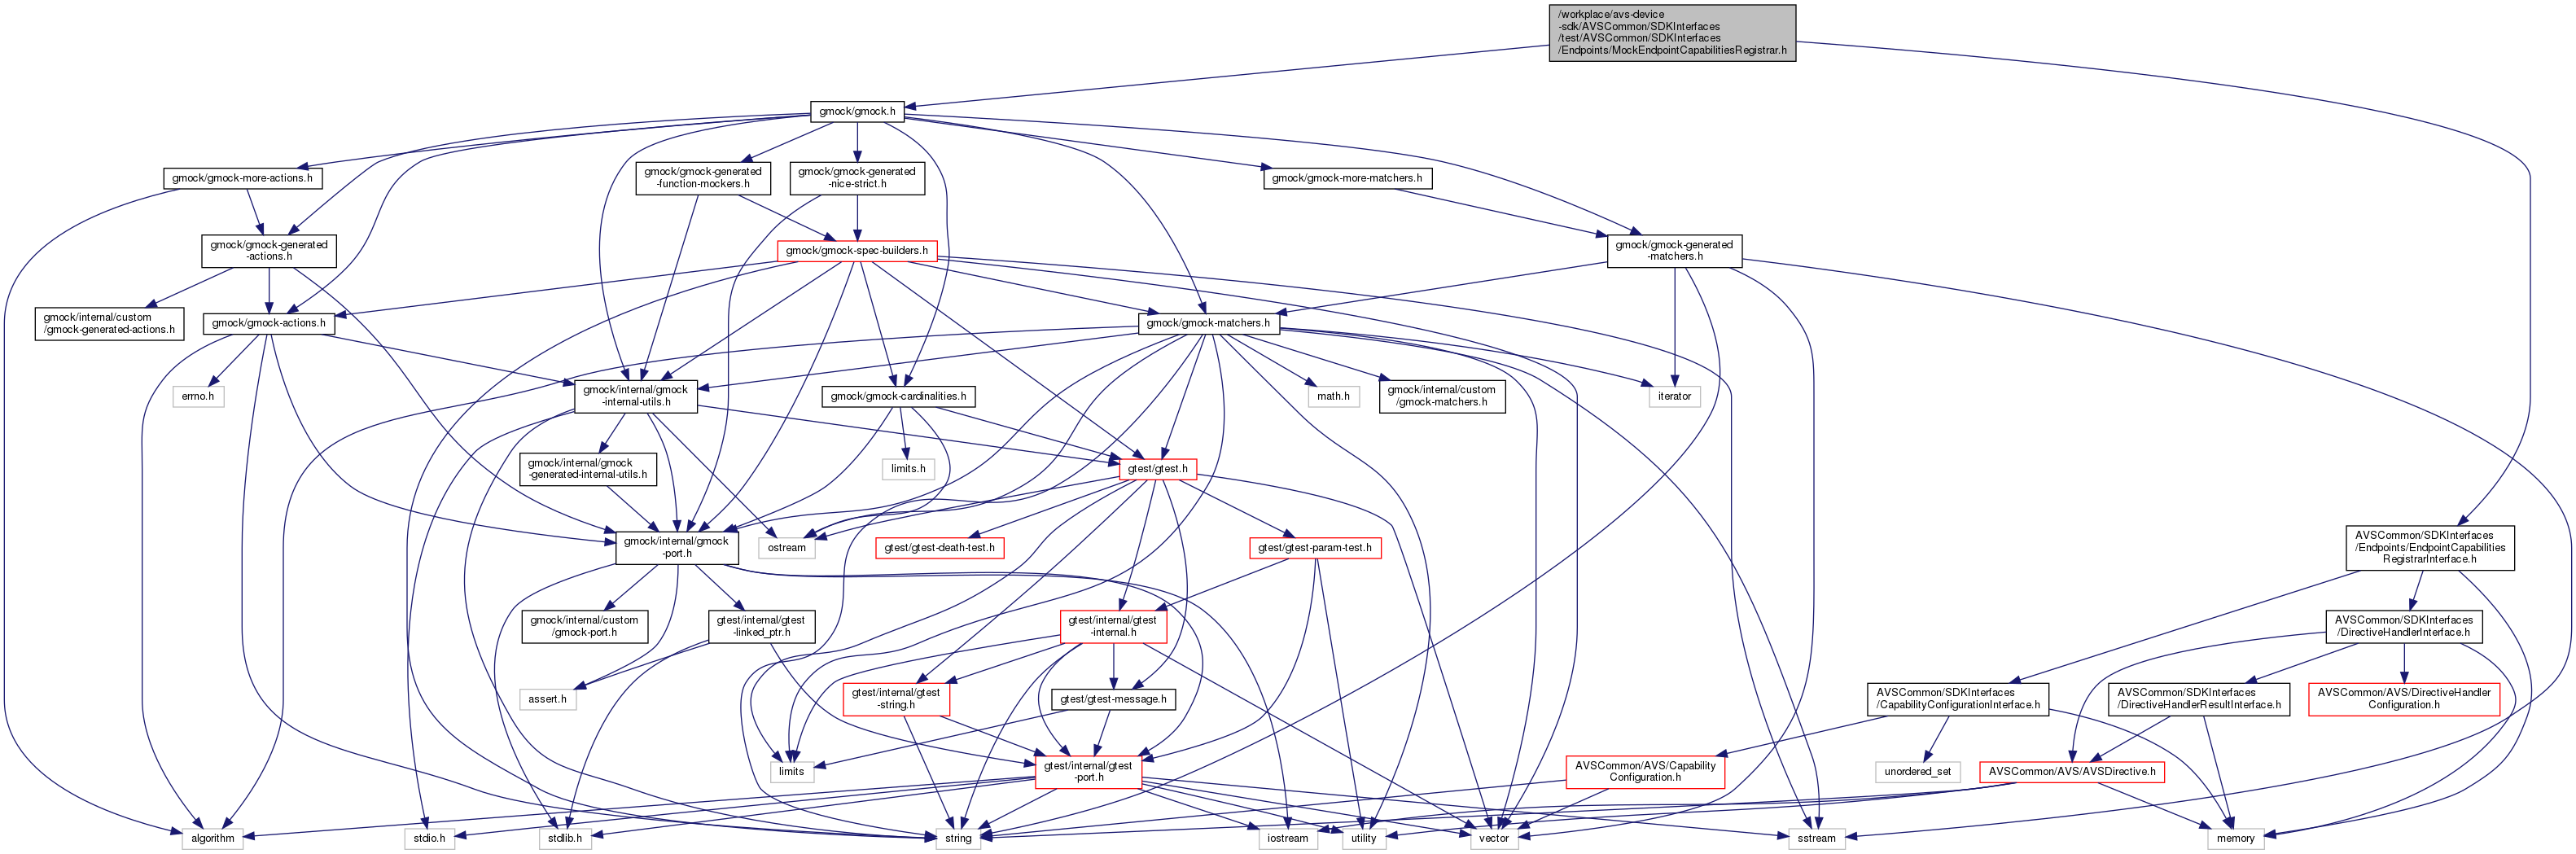 /workplace/avs-device
-sdk/AVSCommon/SDKInterfaces
/test/AVSCommon/SDKInterfaces
/Endpoints/MockEndpointCapabilitiesRegistrar.h
gmock/gmock.h
gmock/gmock-more-actions.h
gmock/gmock-generated
-function-mockers.h
gmock/gmock-generated
-nice-strict.h
gmock/gmock-more-matchers.h
gmock/gmock-generated
-actions.h
gmock/gmock-spec-builders.h
gmock/gmock-generated
-matchers.h
gmock/internal/custom
/gmock-generated-actions.h
gmock/gmock-actions.h
gmock/gmock-matchers.h
errno.h
gmock/internal/gmock
-internal-utils.h
gmock/gmock-cardinalities.h
math.h
gmock/internal/custom
/gmock-matchers.h
iterator
gmock/internal/gmock
-generated-internal-utils.h
limits.h
gtest/gtest.h
gmock/internal/gmock
-port.h
ostream
gtest/gtest-death-test.h
gtest/gtest-param-test.h
AVSCommon/SDKInterfaces
/Endpoints/EndpointCapabilities
RegistrarInterface.h
gmock/internal/custom
/gmock-port.h
gtest/internal/gtest
-linked_ptr.h
gtest/internal/gtest
-internal.h
AVSCommon/SDKInterfaces
/DirectiveHandlerInterface.h
assert.h
gtest/internal/gtest
-string.h
gtest/gtest-message.h
AVSCommon/SDKInterfaces
/CapabilityConfigurationInterface.h
AVSCommon/SDKInterfaces
/DirectiveHandlerResultInterface.h
AVSCommon/AVS/DirectiveHandler
Configuration.h
limits
gtest/internal/gtest
-port.h
AVSCommon/AVS/Capability
Configuration.h
unordered_set
AVSCommon/AVS/AVSDirective.h
algorithm
stdio.h
stdlib.h
string
iostream
utility
vector
sstream
memory